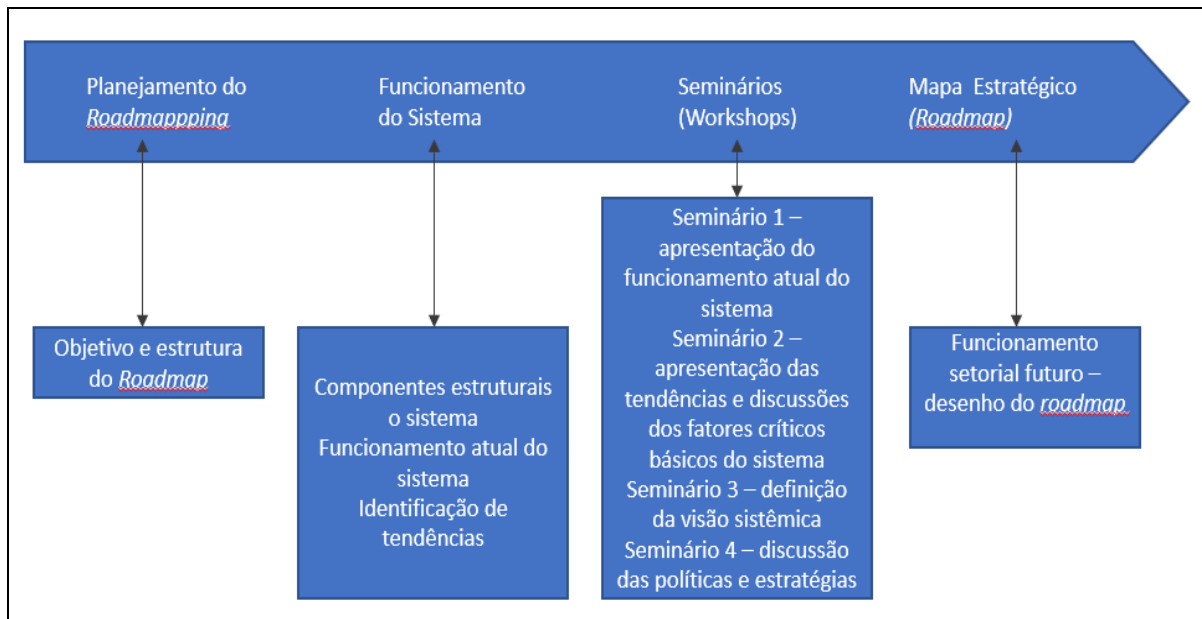 Planejamento do
Roadmappping
Funcionamento
do Sistema
Seminários
(Workshops)
Mapa Estratégico
(Roadmap)
Objetivo e estrutura
do Roadmap
Componentes estruturais
o sistema
Funcionamento atual do
sistema
Identificação de
tendências
Seminário 1 –
apresentação do
funcionamento atual do
sistema
Seminário 2 –
apresentação das
tendências e discussões
dos fatores críticos
básicos do sistema
Seminário 3 – definição
da visão sistêmica
Seminário 4 – discussão
das políticas e estratégias
Funcionamento
setorial futuro –
desenho do roadmap